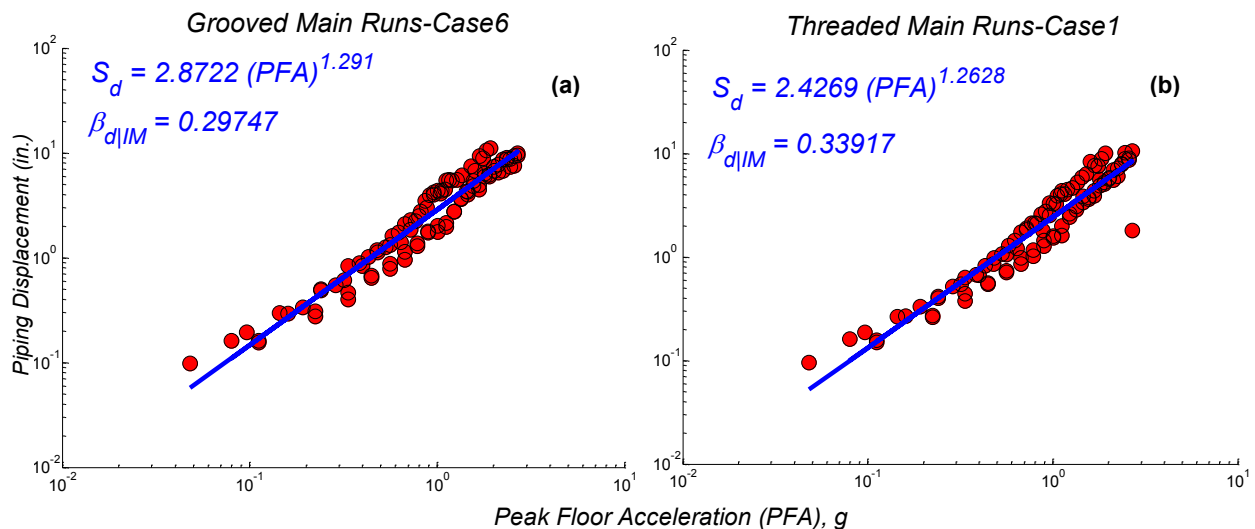 Grooved Main Runs-Case6
S_d = 2.8722 (PFA)^1.291
(a)
β_d|IM = 0.29747
Piping Displacement (in.)
10^2
10^1
10^0
10^-1
10^-2
10^-2 10^-1 10^0 10^1
Threaded Main Runs-Case1
S_d = 2.4269 (PFA)^1.2628
(b)
β_d|IM = 0.33917
10^2
10^1
10^0
10^-1
10^-2
10^-2 10^-1 10^0 10^1
Peak Floor Acceleration (PFA), g